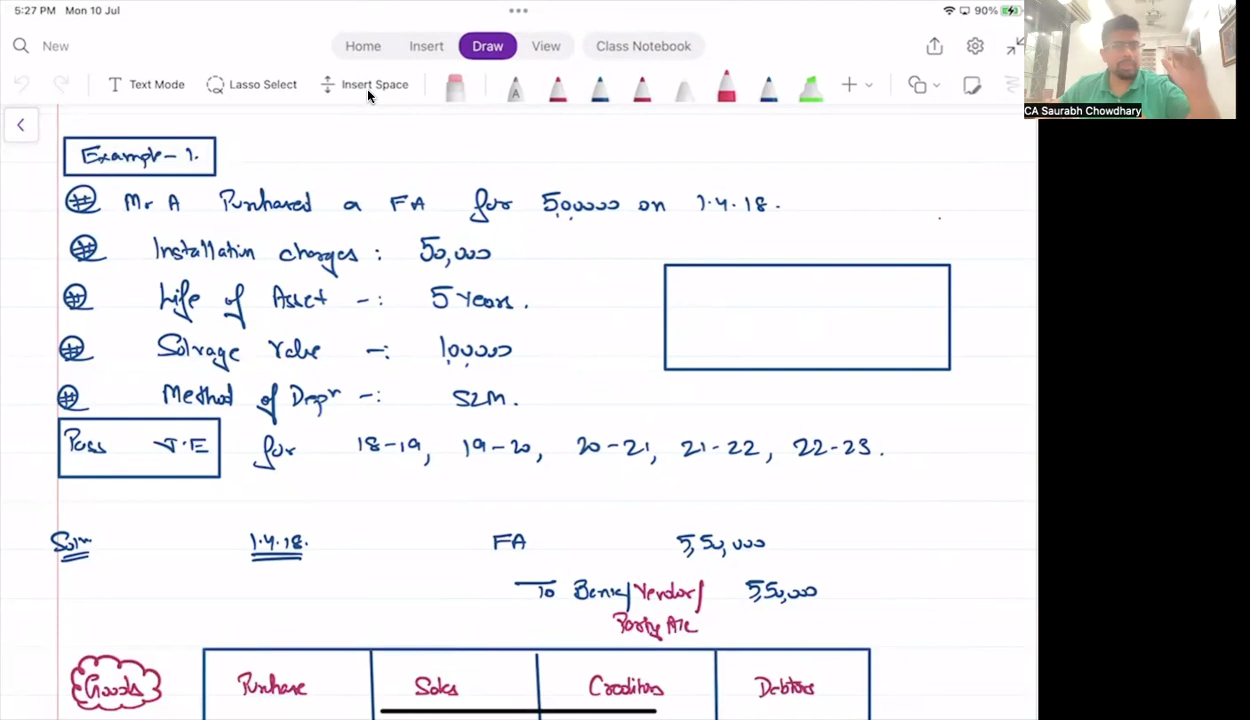 5:27 PM Mon 10 Jul
90%
New
Home Insert Draw View Class Notebook
Text Mode Lasso Select Insert Space
CA Saurabh Chowdhary
Example - 1.
Mr A Purchased a FA for 5,00,000 on 1.4.18.
Installation charges : 50,000
Life of Asset -: 5 Years.
Salvage Value -: 1,00,000
Method of Deprn -: SLM.
Pass J.E for 18-19, 19-20, 20-21, 21-22, 22-23.
Soln 1.4.18. FA 5,50,000
To Bank/Vendor/ 5,50,000
Party A/c
Goods Purchase Sales Creditors Debtors